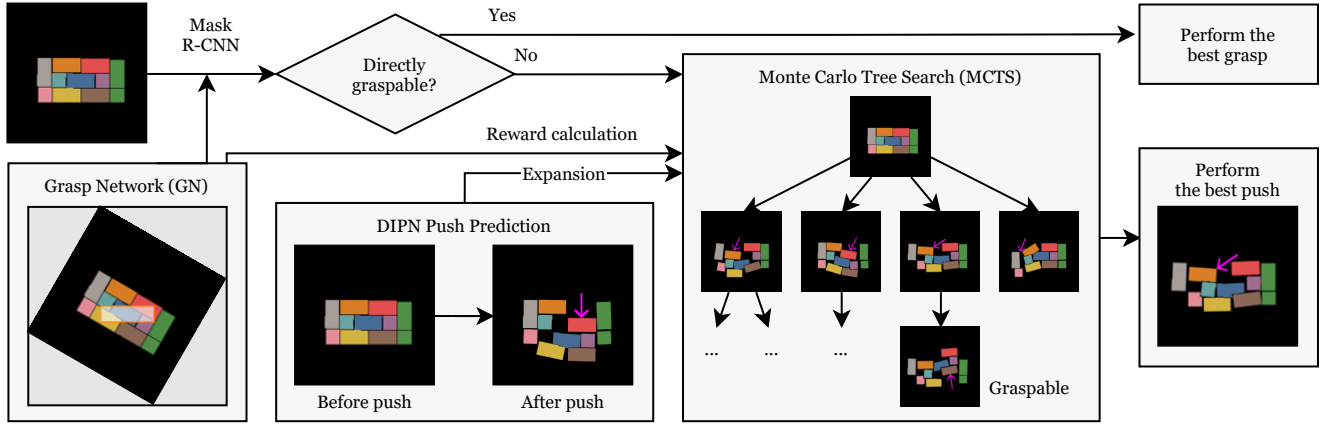 Mask
R-CNN
Directly
graspable?
Yes
No
Perform the
best grasp
Monte Carlo Tree Search (MCTS)
Reward calculation
Expansion
Grasp Network (GN)
DIPN Push Prediction
Before push
After push
...
...
...
Graspable
Perform
the best push